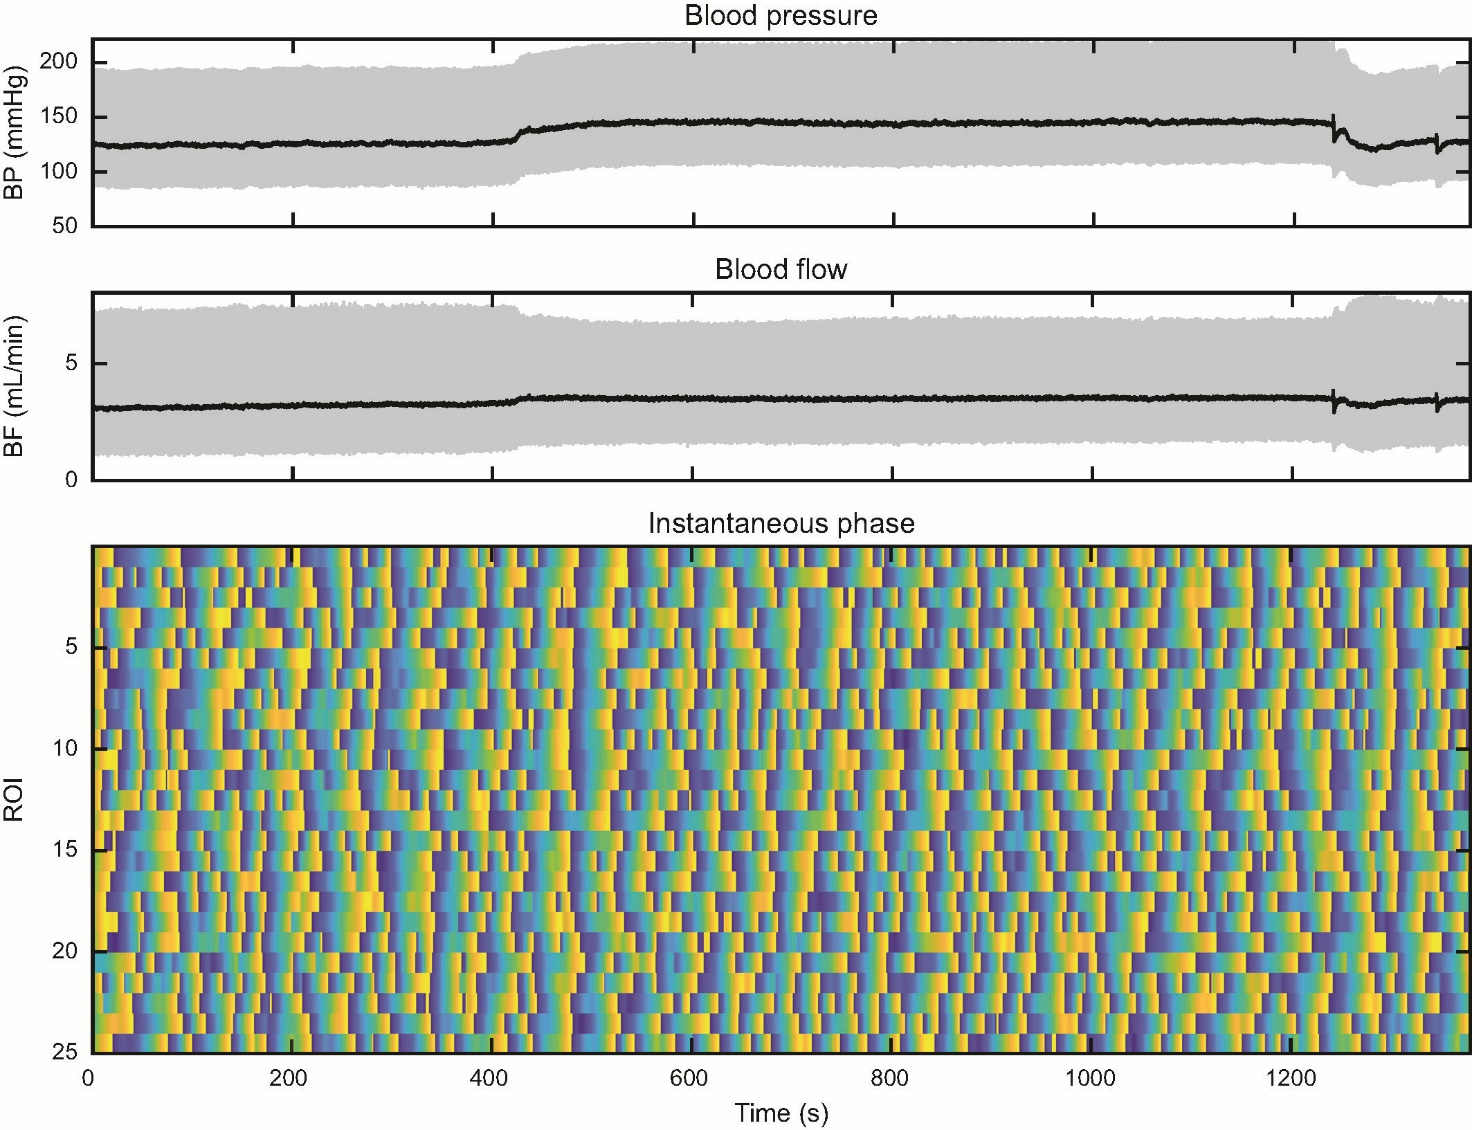 Blood pressure
BP (mmHg)
200
150
100
50
Blood flow
BF (mL/min)
5
0
Instantaneous phase
ROI
5
10
15
20
25
0 200 400 600 800 1000 1200
Time (s)